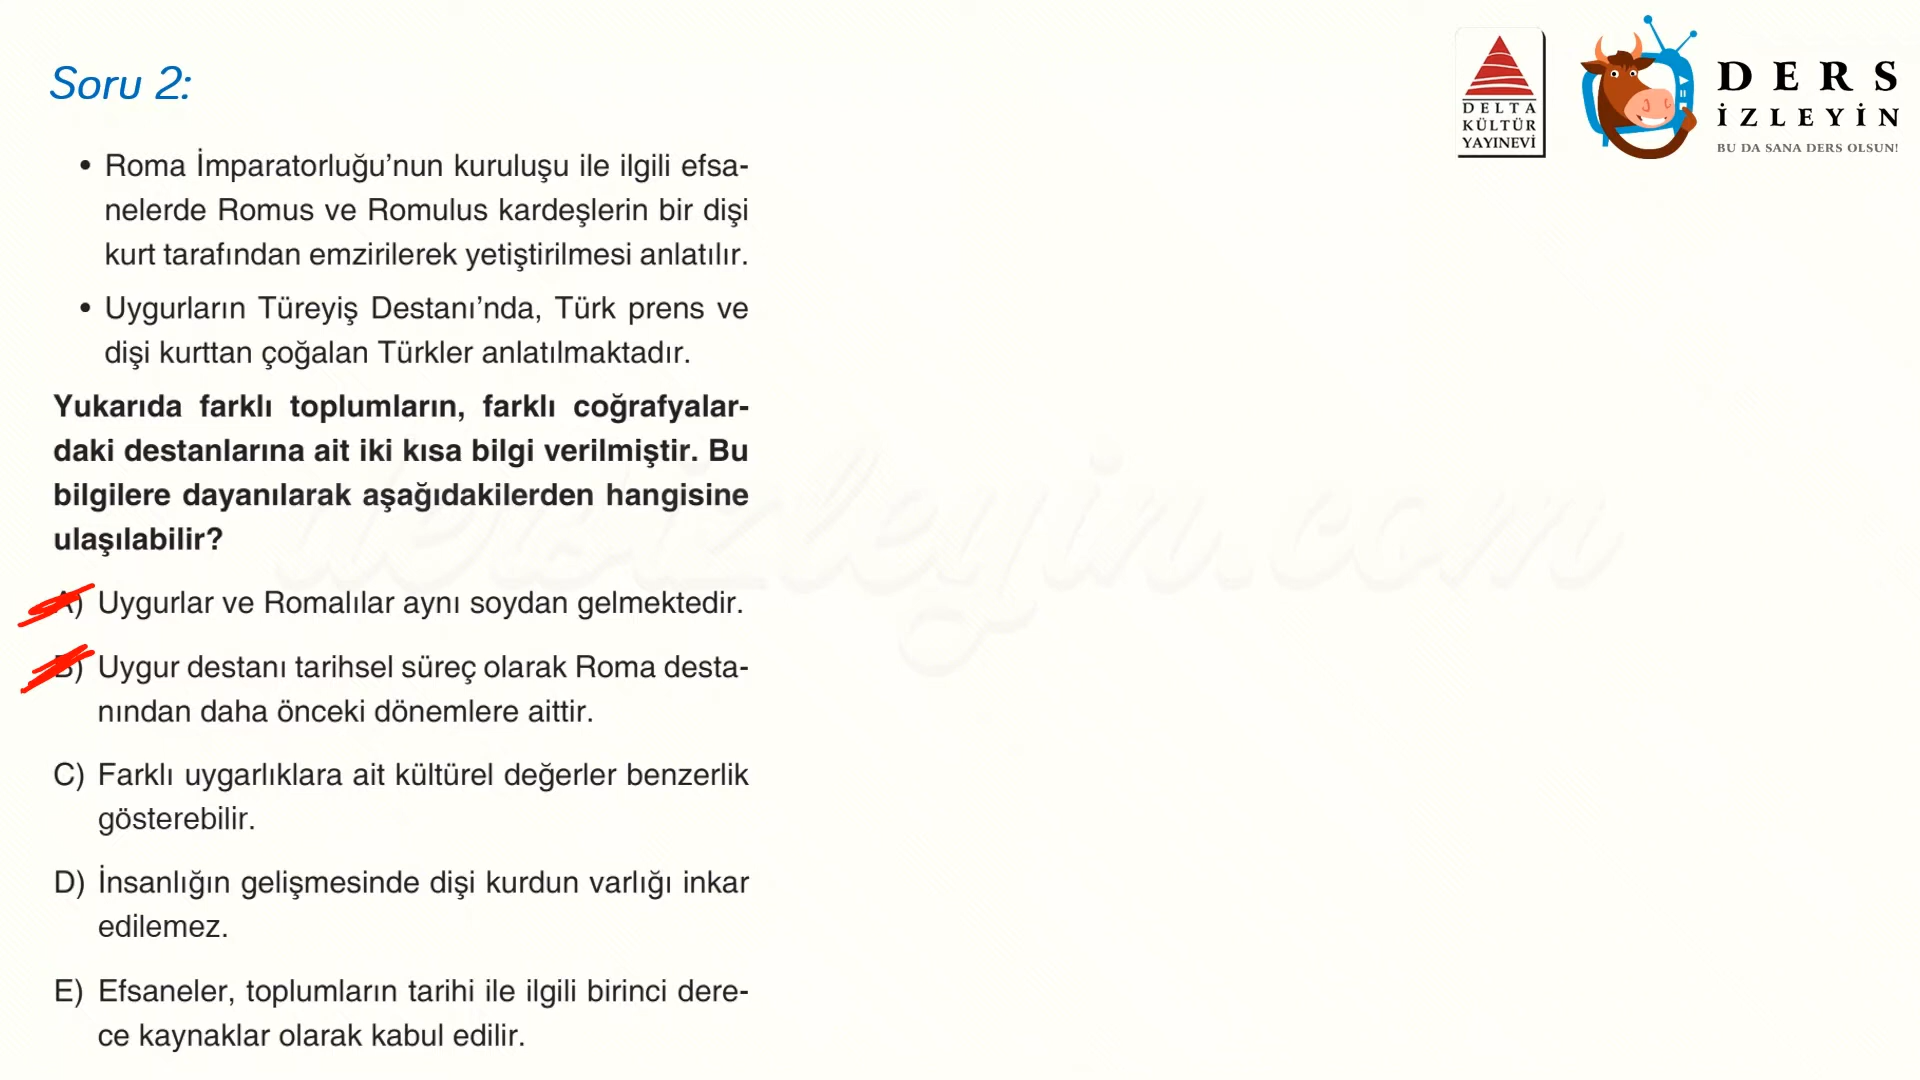 Soru 2:
DELTA
KÜLTÜR
YAYINEVİ
DERS
İZLEYİN
BU DA SANA DERS OLSUN!
• Roma İmparatorluğu’nun kuruluşu ile ilgili efsa-
nelerde Romus ve Romulus kardeşlerin bir dişi
kurt tarafından emzirilerek yetiştirilmesi anlatılır.
• Uygurların Türeyiş Destanı’nda, Türk prens ve
dişi kurttan çoğalan Türkler anlatılmaktadır.
Yukarıda farklı toplumların, farklı coğrafyalar-
daki destanlarına ait iki kısa bilgi verilmiştir. Bu
bilgilere dayanılarak aşağıdakilerden hangisine
ulaşılabilir?
A) Uygurlar ve Romalılar aynı soydan gelmektedir.
B) Uygur destanı tarihsel süreç olarak Roma desta-
nından daha önceki dönemlere aittir.
C) Farklı uygarlıklara ait kültürel değerler benzerlik
gösterebilir.
D) İnsanlığın gelişmesinde dişi kurdun varlığı inkar
edilemez.
E) Efsaneler, toplumların tarihi ile ilgili birinci dere-
ce kaynaklar olarak kabul edilir.